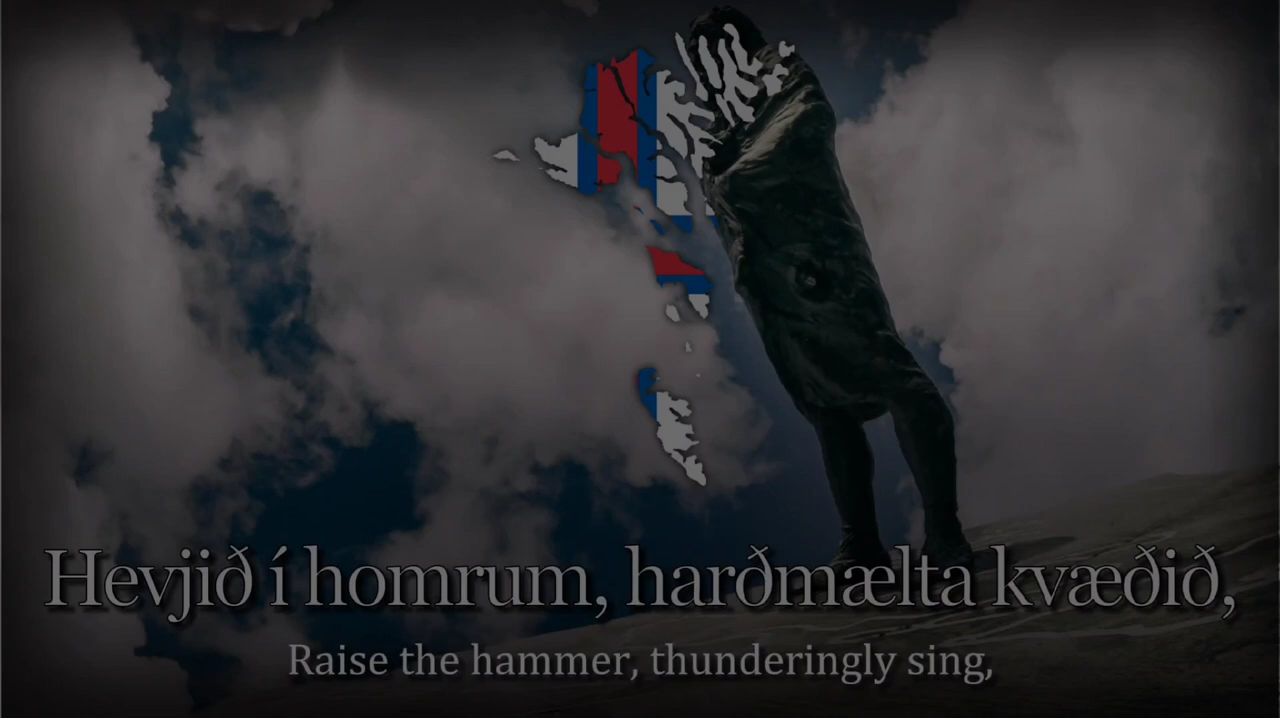 Hevjið í homrum, harðmælta kvæðið,
Raise the hammer, thunderingly sing,